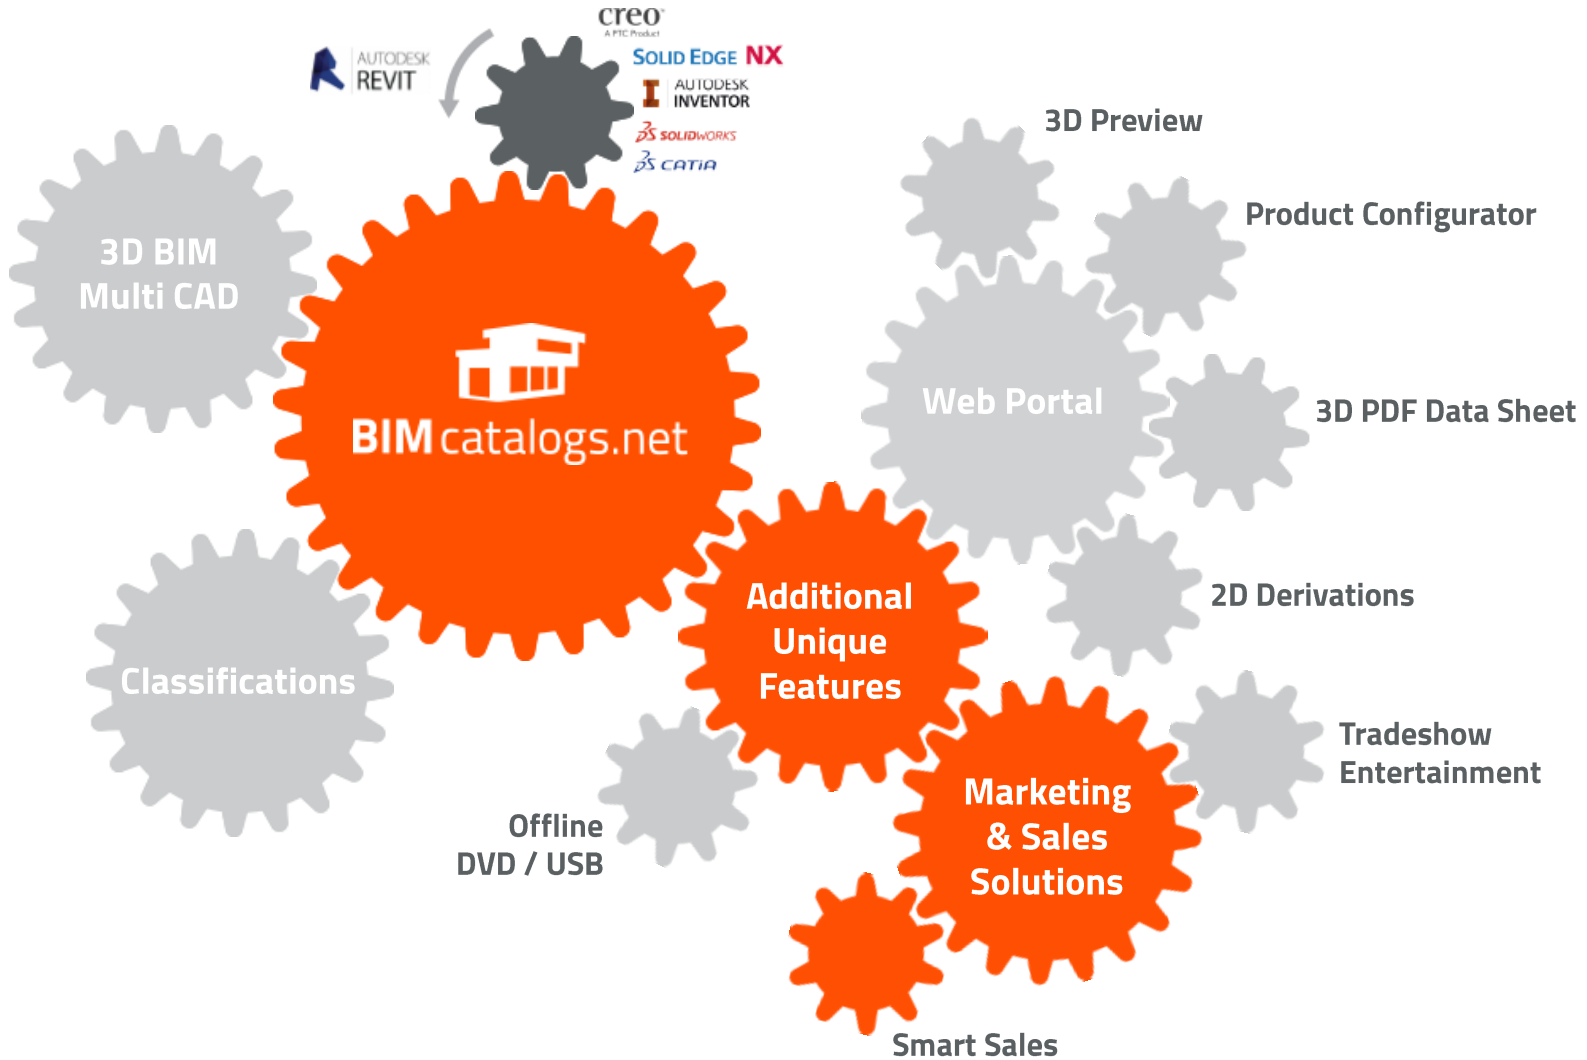 creo
A PTC Product
AUTODESK
REVIT
SOLID EDGE NX
AUTODESK
INVENTOR
SOLIDWORKS
CATIA
3D Preview
Product Configurator
3D BIM
Multi CAD
BIMcatalogs.net
Web Portal
3D PDF Data Sheet
Additional
Unique
Features
2D Derivations
Classifications
Tradeshow
Entertainment
Offline
DVD / USB
Marketing
& Sales
Solutions
Smart Sales